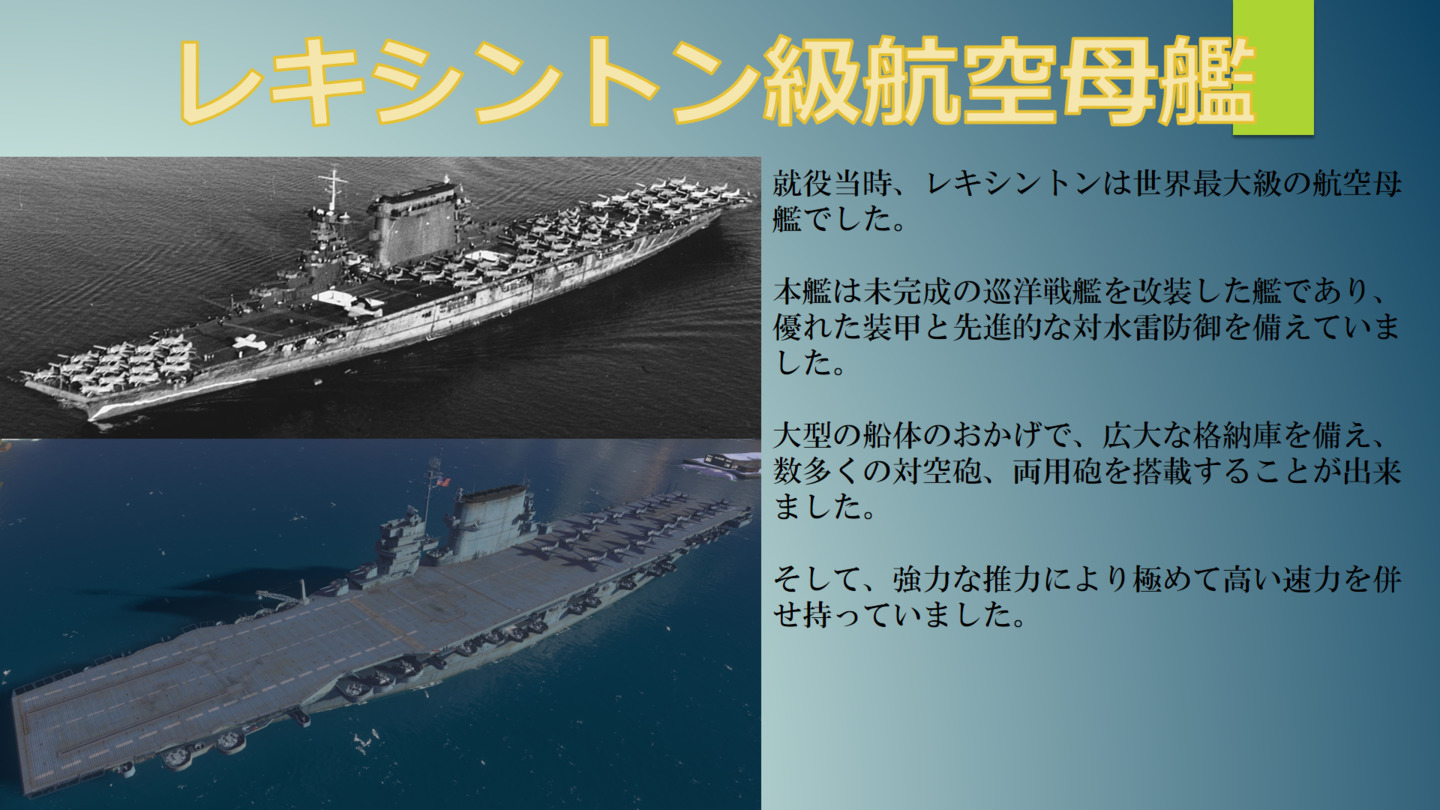 レキシントン級航空母艦
就役当時、レキシントンは世界最大級の航空母
艦でした。
本艦は未完成の巡洋戦艦を改装した艦であり、
優れた装甲と先進的な対水雷防御を備えていま
した。
大型の船体のおかげで、広大な格納庫を備え、
数多くの対空砲、両用砲を搭載することが出来
ました。
そして、強力な推力により極めて高い速力を併
せ持っていました。